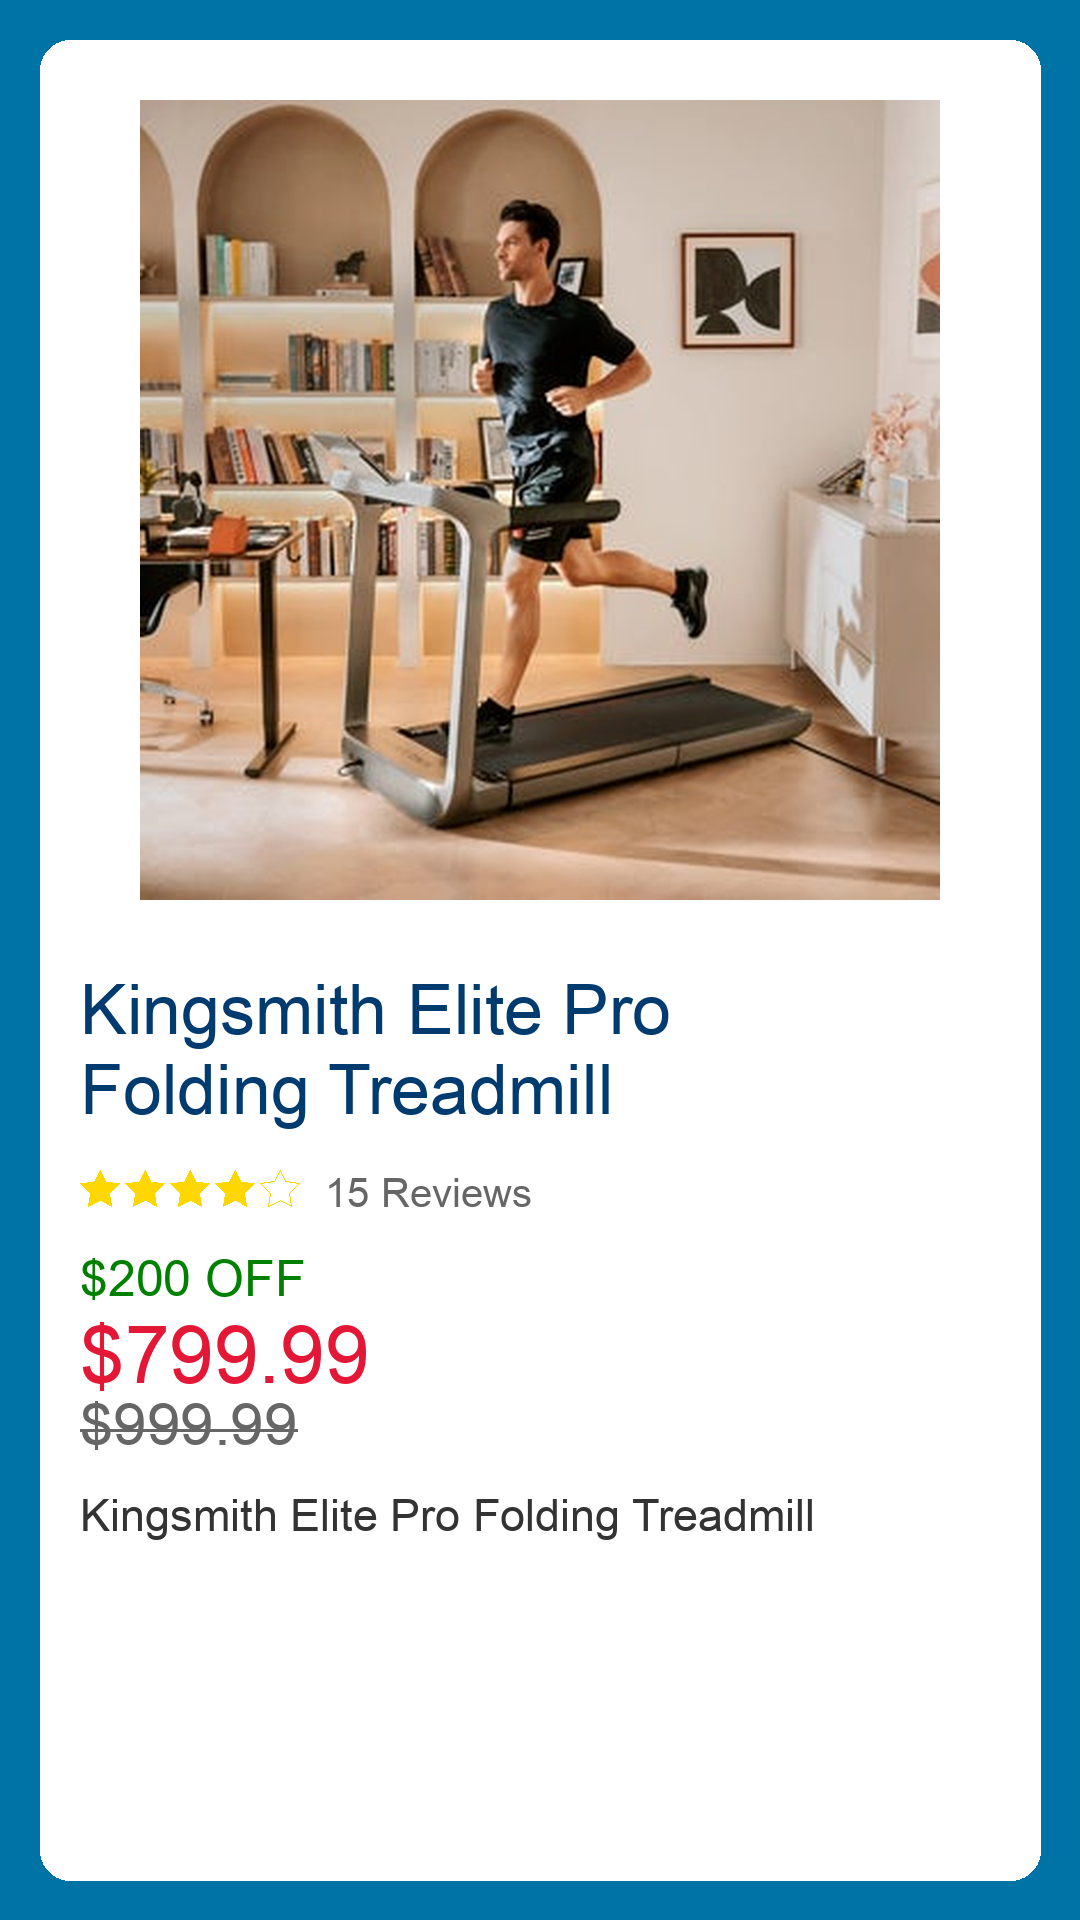 Kingsmith Elite Pro
Folding Treadmill
15 Reviews
$200 OFF
$799.99
$999.99
Kingsmith Elite Pro Folding Treadmill